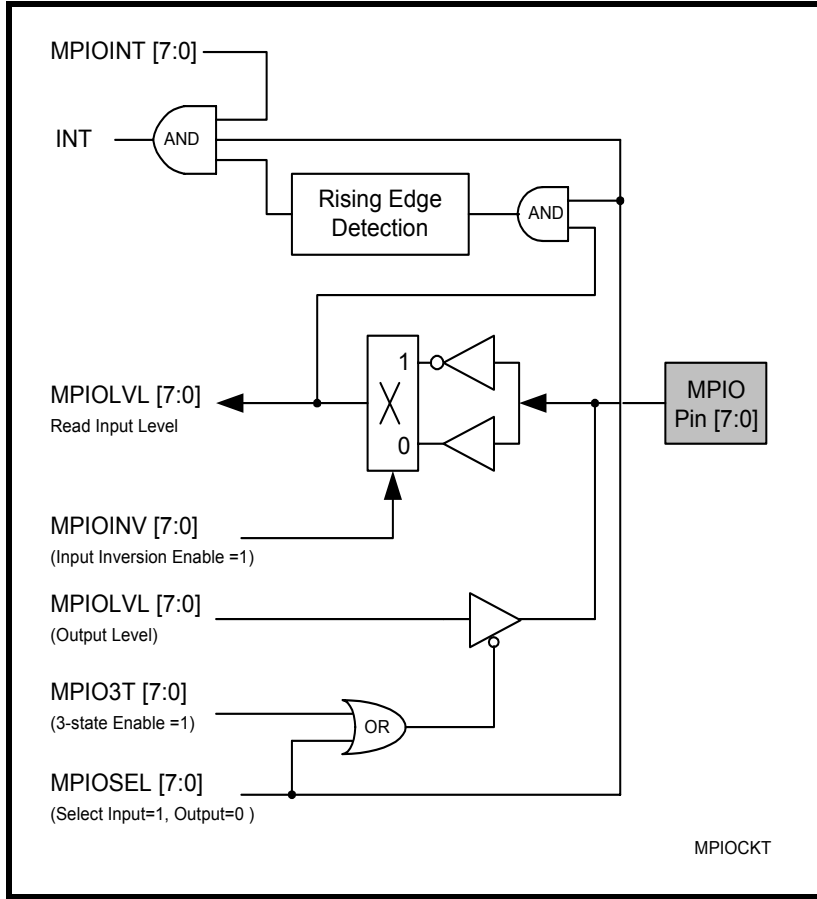 MPIOINT [7:0]
INT
AND
Rising Edge
Detection
AND
1
MPIOLVL [7:0]
Read Input Level
0
MPIO
Pin [7:0]
MPIOINV [7:0]
(Input Inversion Enable =1)
MPIOLVL [7:0]
(Output Level)
MPIO3T [7:0]
(3-state Enable =1)
OR
MPIOSEL [7:0]
(Select Input=1, Output=0 )
MPIOCKT